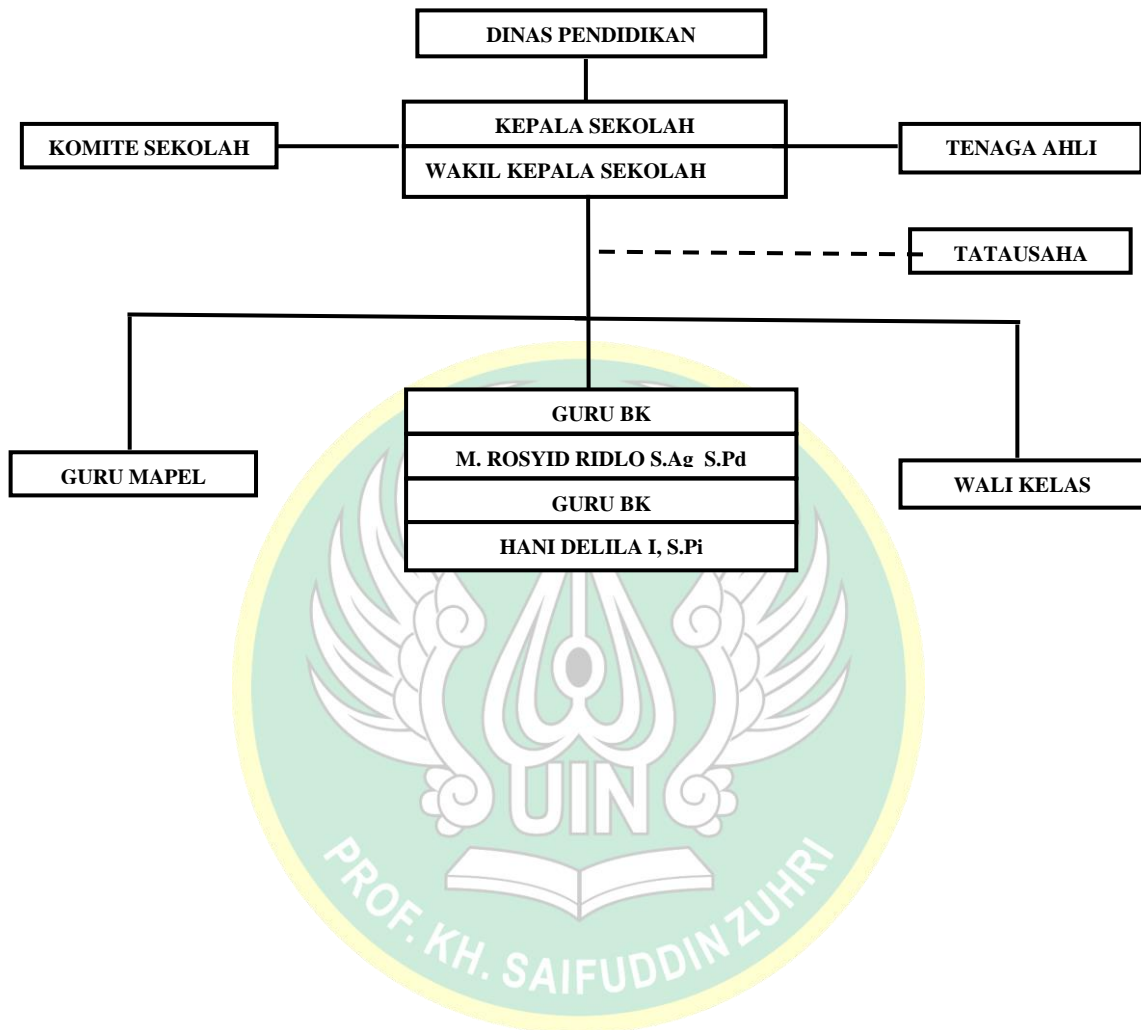 DINAS PENDIDIKAN
KEPALA SEKOLAH
KOMITE SEKOLAH
TENAGA AHLI
WAKIL KEPALA SEKOLAH
TATAUSAHA
GURU BK
M. ROSYID RIDLO S.Ag S.Pd
GURU MAPEL
WALI KELAS
GURU BK
HANI DELILA I, S.Pi
UIN
PROF. KH. SAIFUDDIN ZUHRI